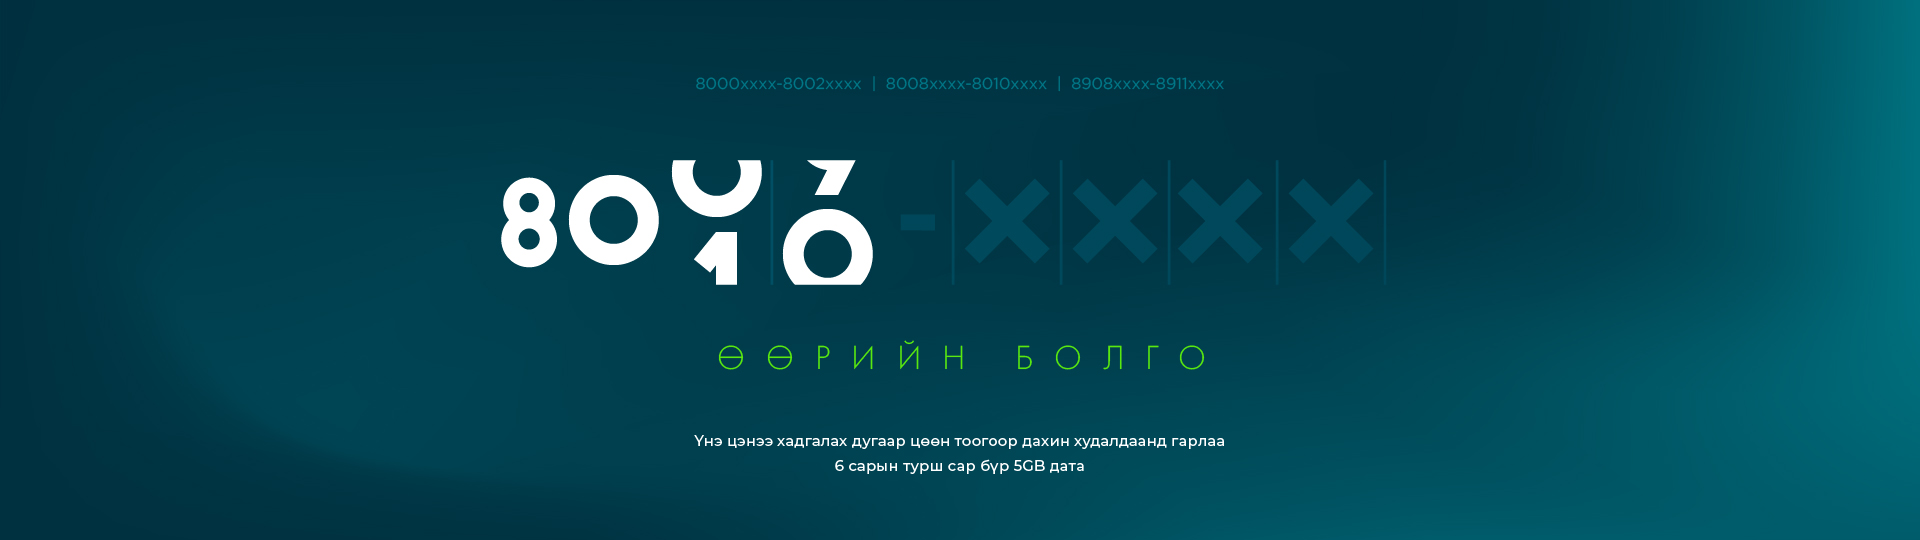 8000xxxx-8002xxxx | 8008xxxx-8010xxxx | 8908xxxx-8911xxxx
80 - XXXX
ӨӨРИЙН БОЛГО
Үнэ цэнээ хадгалах дугаар цөөн тоогоор дахин худалдаанд гарлаа
6 сарын турш сар бүр 5GB дата